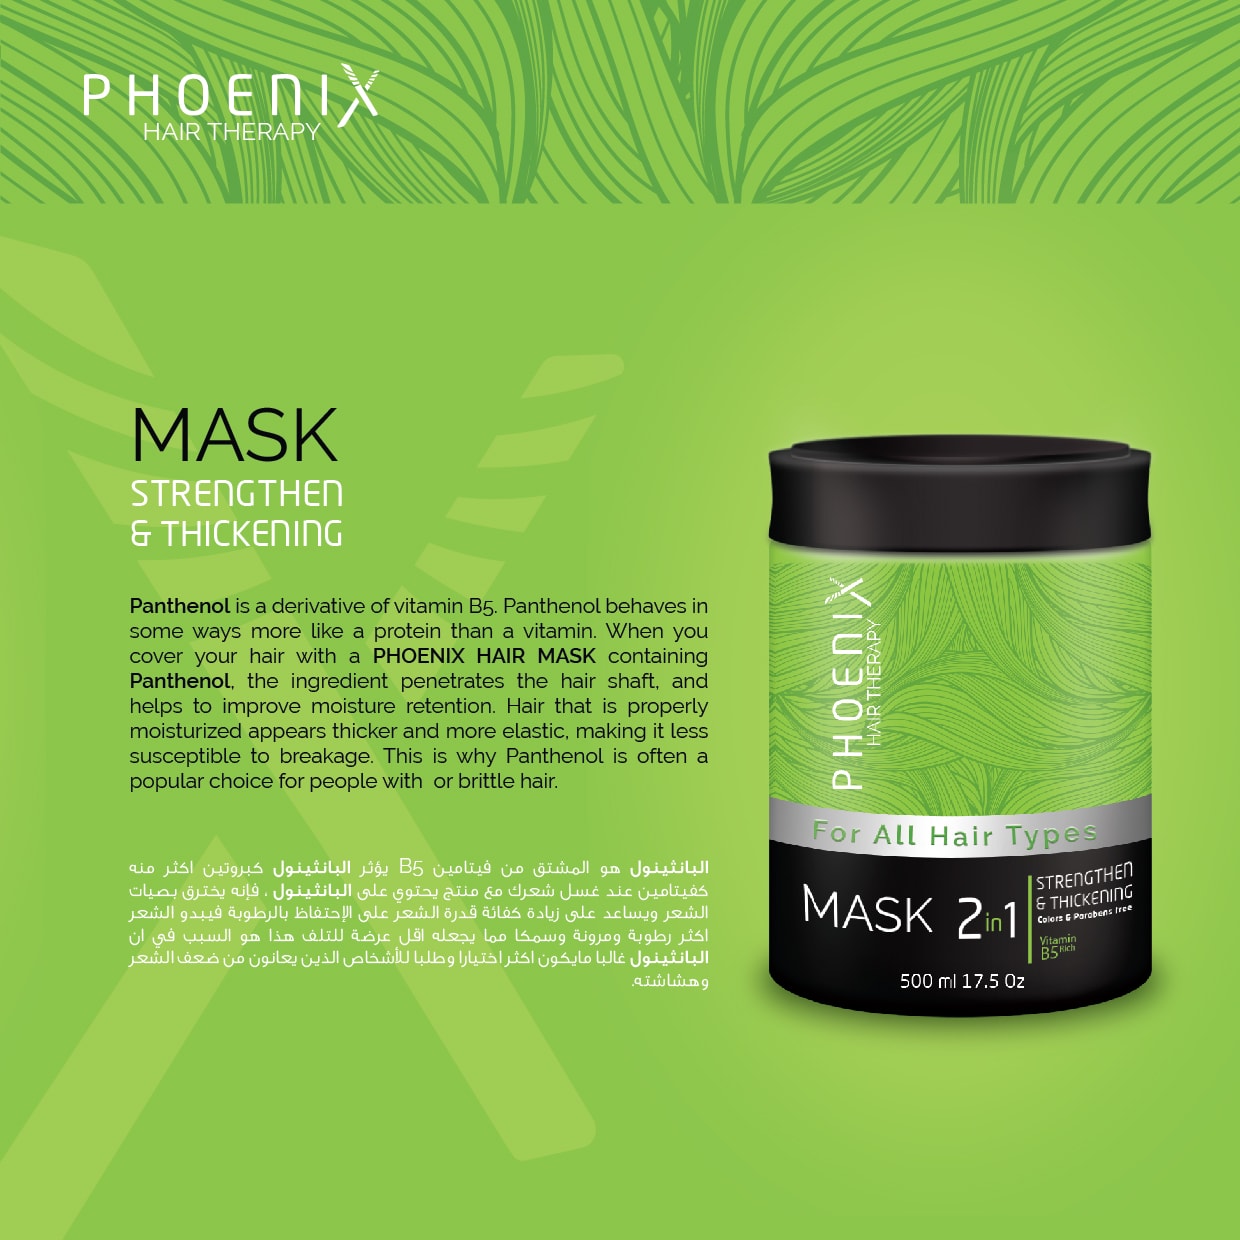 PHOENIX
HAIR THERAPY
MASK
STRENGTHEN
& THICKENING
Panthenol is a derivative of vitamin B5. Panthenol behaves in
some ways more like a protein than a vitamin. When you
cover your hair with a PHOENIX HAIR MASK containing
Panthenol, the ingredient penetrates the hair shaft, and
helps to improve moisture retention. Hair that is properly
moisturized appears thicker and more elastic, making it less
susceptible to breakage. This is why Panthenol is often a
popular choice for people with or brittle hair.
البانثينول هو المشتق من فيتامين B5 يؤثر البانثينول كبروتين اكثر منه
كفيتامين عند غسل شعرك مع منتج يحتوي على البانثينول ، فإنه يخترق بصيات
الشعر ويساعد على زيادة كفائة قدرة الشعر على الإحتفاظ بالرطوبة فيبدو الشعر
اكثر رطوبة ومرونة وسمكا مما يجعله اقل عرضة للتلف هذا هو السبب في ان
البانثينول غالبا مايكون اكثر اختيارا وطلبا للأشخاص الذين يعانون من ضعف الشعر
وهشاشته.
PHOENIX
HAIR THERAPY
For All Hair Types
MASK 2in1
STRENGTHEN
& THICKENING
Colors & Parabens free
Vitamin
B5 Rich
500 ml 17.5 Oz